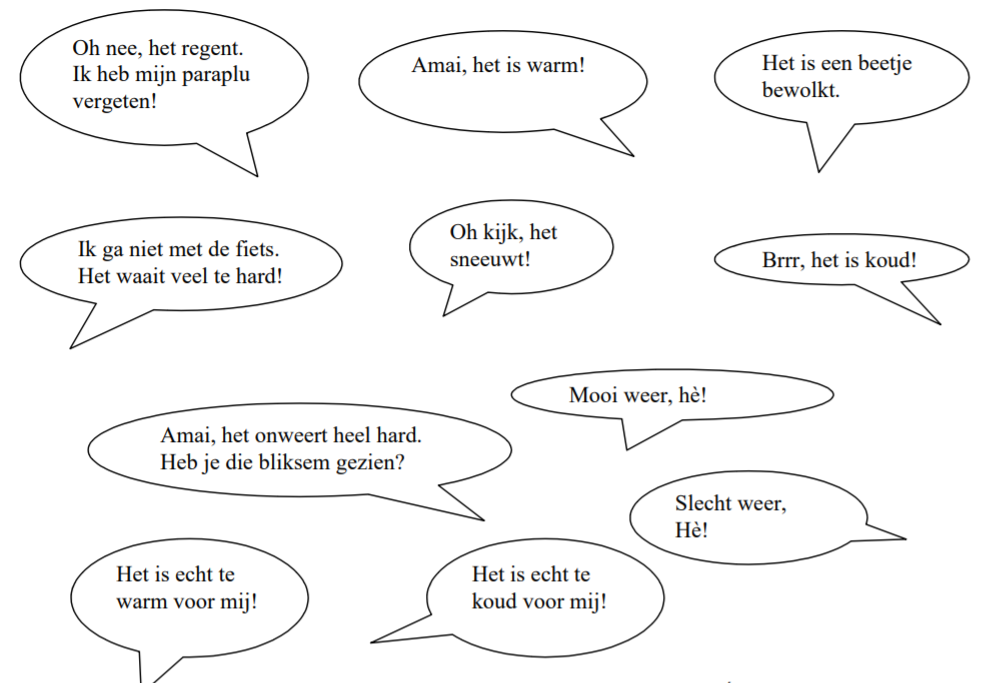 Oh nee, het regent.
Ik heb mijn paraplu
vergeten!
Amai, het is warm!
Het is een beetje
bewolkt.
Ik ga niet met de fiets.
Het waait veel te hard!
Oh kijk, het
sneeuwt!
Brrr, het is koud!
Mooi weer, hè!
Amai, het onweert heel hard.
Heb je die bliksem gezien?
Slecht weer,
Hè!
Het is echt te
warm voor mij!
Het is echt te
koud voor mij!